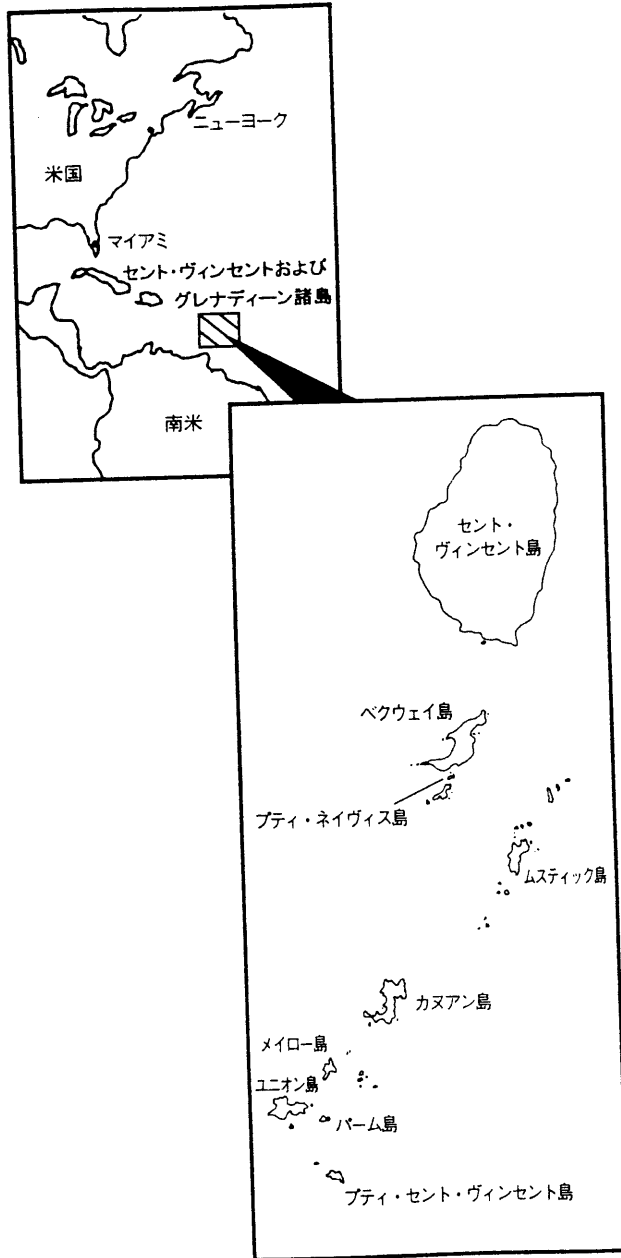 ニューヨーク
米国
マイアミ
セント・ヴィンセントおよび
グレナディーン諸島
南米
セント・
ヴィンセント島
ベクウェイ島
プティ・ネイヴィス島
ムスティック島
カヌアン島
メイロー島
ユニオン島
パーム島
プティ・セント・ヴィンセント島